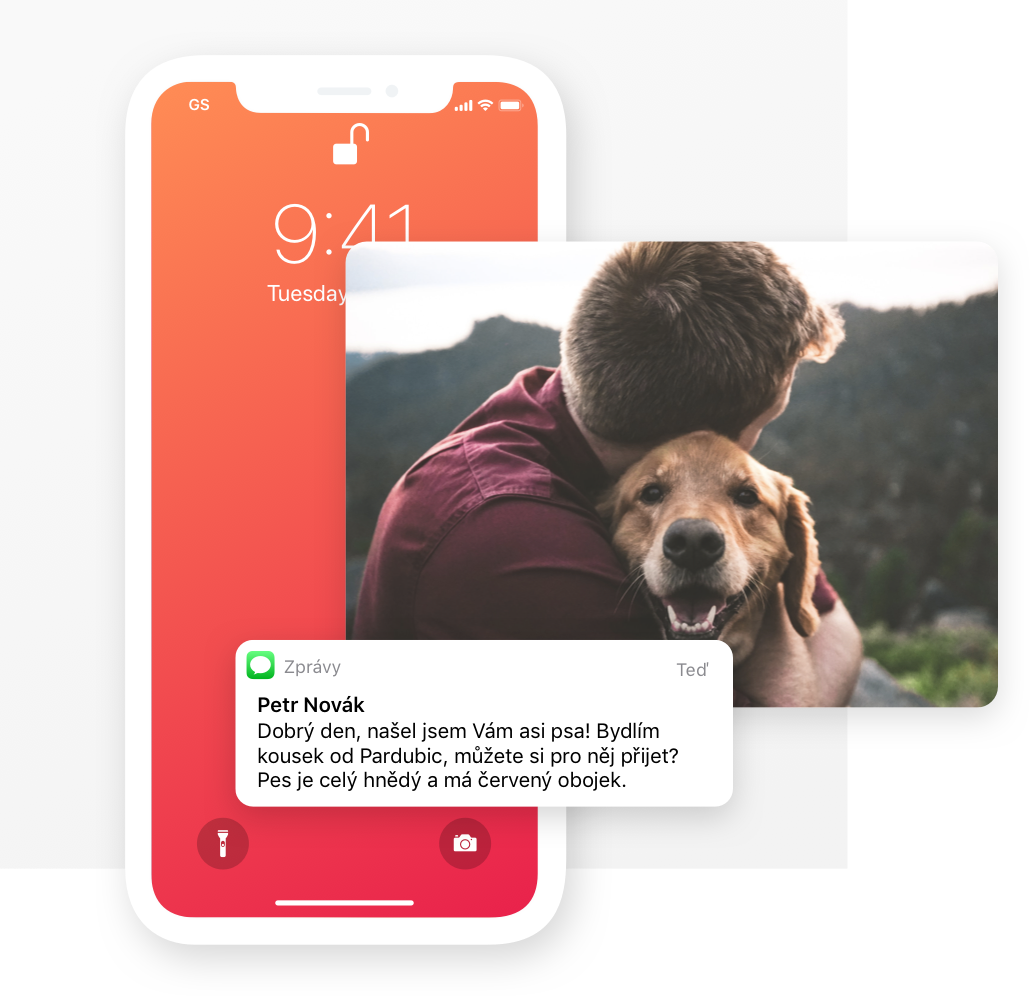 GS
9:41
Tuesday
Zprávy
Teď
Petr Novák
Dobrý den, našel jsem Vám asi psa! Bydlím
kousek od Pardubic, můžete si pro něj přijet?
Pes je celý hnědý a má červený obojek.